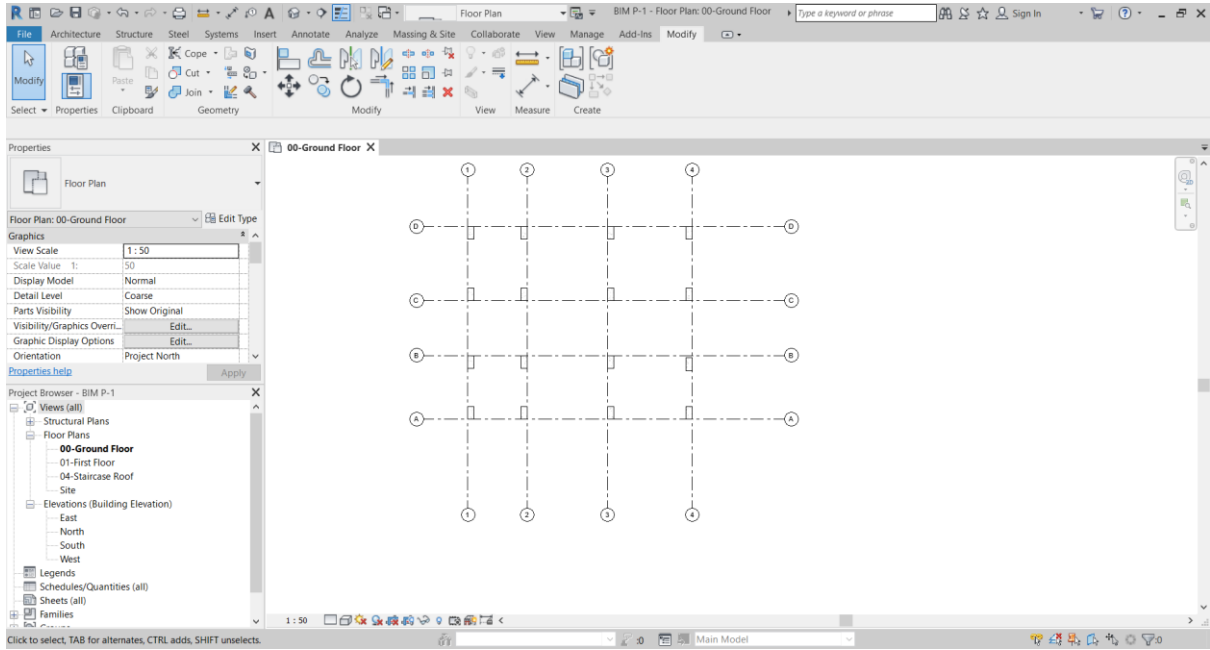 Floor Plan
BIM P-1 - Floor Plan: 00-Ground Floor
Type a keyword or phrase
Sign In
File Architecture Structure Steel Systems Insert Annotate Analyze Massing & Site Collaborate View Manage Add-Ins Modify
Modify
Paste
Cope
Cut
Join
Select Properties Clipboard Geometry Modify View Measure Create
Properties X
00-Ground Floor X
Floor Plan
Floor Plan: 00-Ground Floor Edit Type
Graphics
View Scale 1 : 50
Scale Value 1: 50
Display Model Normal
Detail Level Coarse
Parts Visibility Show Original
Visibility/Graphics Overri... Edit...
Graphic Display Options Edit...
Orientation Project North
Properties help Apply
Project Browser - BIM P-1 X
Views (all)
Structural Plans
Floor Plans
00-Ground Floor
01-First Floor
04-Staircase Roof
Site
Elevations (Building Elevation)
East
North
South
West
Legends
Schedules/Quantities (all)
Sheets (all)
Families
1 2 3 4
D D
C C
B B
A A
1 2 3 4
1 : 50
Click to select, TAB for alternates, CTRL adds, SHIFT unselects.
:0
Main Model
:0